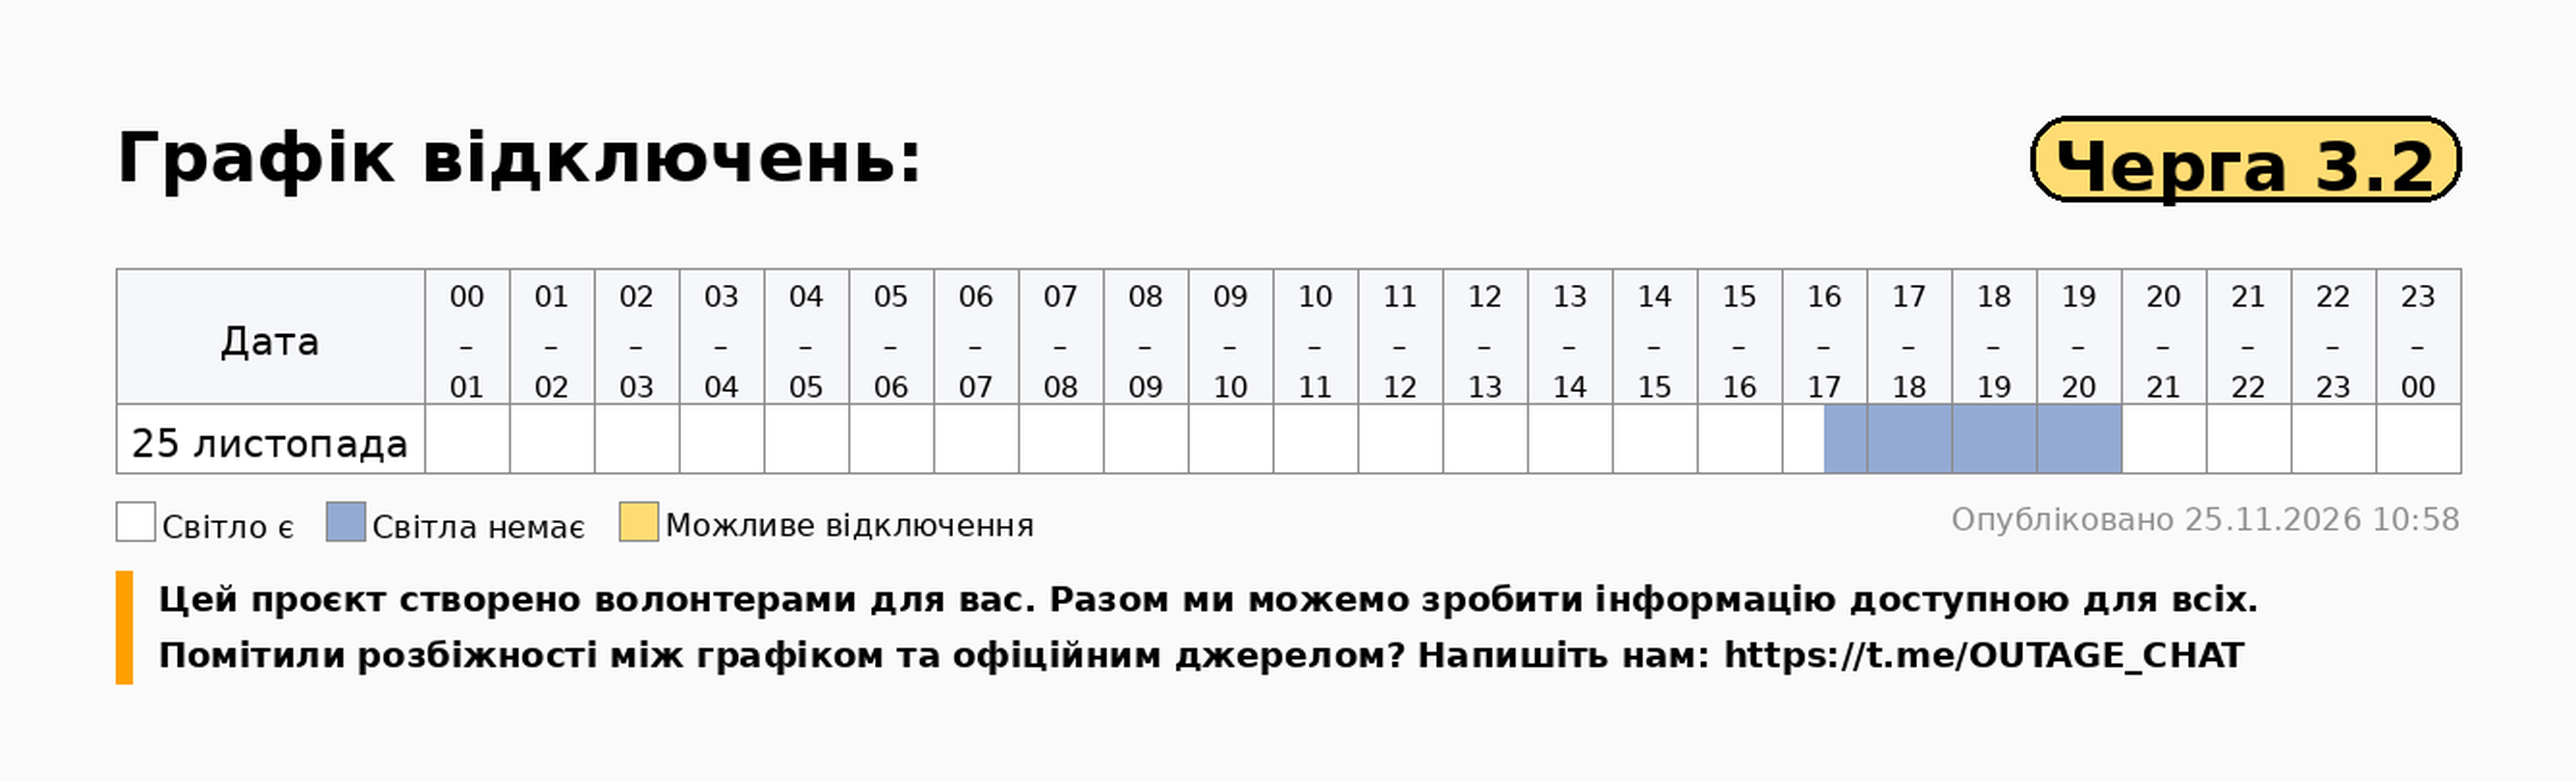 Графік відключень:
Черга 3.2
Дата
00 – 01
01 – 02
02 – 03
03 – 04
04 – 05
05 – 06
06 – 07
07 – 08
08 – 09
09 – 10
10 – 11
11 – 12
12 – 13
13 – 14
14 – 15
15 – 16
16 – 17
17 – 18
18 – 19
19 – 20
20 – 21
21 – 22
22 – 23
23 – 00
25 листопада
Світло є
Світла немає
Можливе відключення
Опубліковано 25.11.2026 10:58
Цей проєкт створено волонтерами для вас. Разом ми можемо зробити інформацію доступною для всіх.
Помітили розбіжності між графіком та офіційним джерелом? Напишіть нам: https://t.me/OUTAGE_CHAT